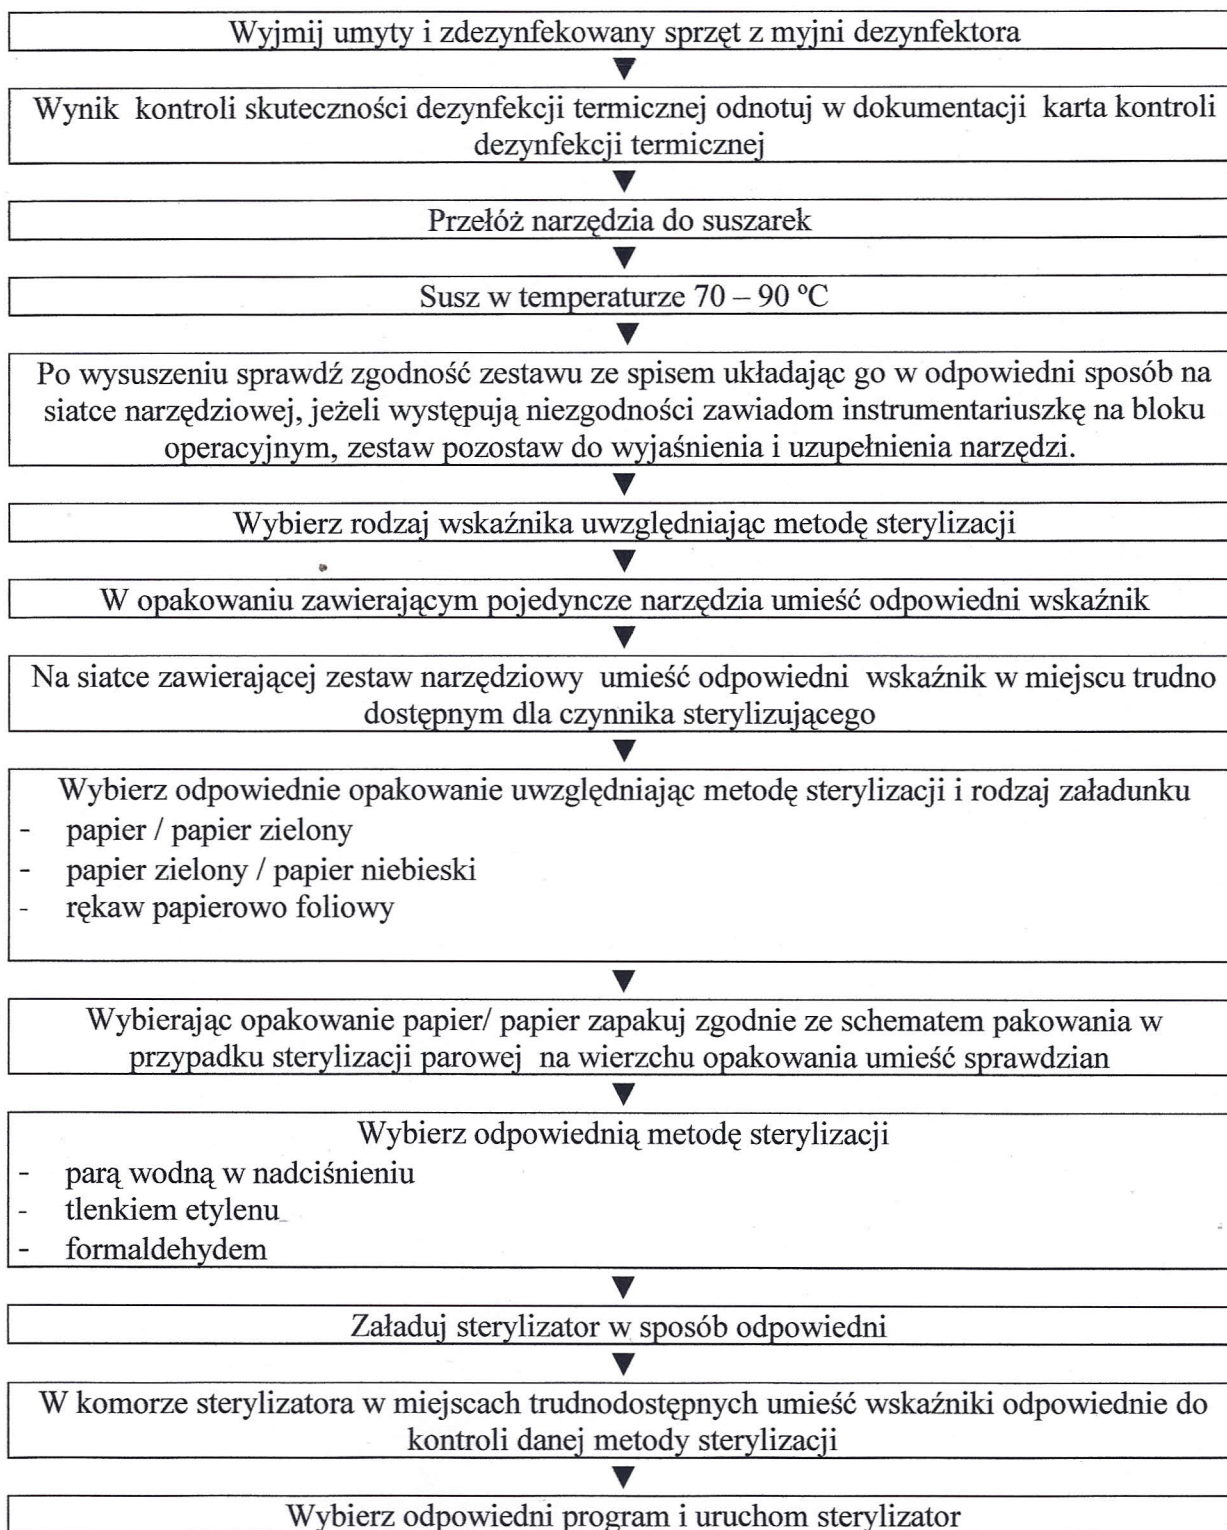 Wyjmij umyty i zdezynfekowany sprzęt z myjni dezynfektora
Wynik kontroli skuteczności dezynfekcji termicznej odnotuj w dokumentacji karta kontroli
dezynfekcji termicznej
Przełóż narzędzia do suszarek
Susz w temperaturze 70 – 90 ºC
Po wysuszeniu sprawdź zgodność zestawu ze spisem układając go w odpowiedni sposób na
siatce narzędziowej, jeżeli występują niezgodności zawiadom instrumentariuszkę na bloku
operacyjnym, zestaw pozostaw do wyjaśnienia i uzupełnienia narzędzi.
Wybierz rodzaj wskaźnika uwzględniając metodę sterylizacji
W opakowaniu zawierającym pojedyncze narzędzia umieść odpowiedni wskaźnik
Na siatce zawierającej zestaw narzędziowy umieść odpowiedni wskaźnik w miejscu trudno
dostępnym dla czynnika sterylizującego
Wybierz odpowiednie opakowanie uwzględniając metodę sterylizacji i rodzaj załadunku
- papier / papier zielony
- papier zielony / papier niebieski
- rękaw papierowo foliowy
Wybierając opakowanie papier/ papier zapakuj zgodnie ze schematem pakowania w
przypadku sterylizacji parowej na wierzchu opakowania umieść sprawdzian
Wybierz odpowiednią metodę sterylizacji
- parą wodną w nadciśnieniu
- tlenkiem etylenu
- formaldehydem
Załaduj sterylizator w sposób odpowiedni
W komorze sterylizatora w miejscach trudnodostępnych umieść wskaźniki odpowiednie do
kontroli danej metody sterylizacji
Wybierz odpowiedni program i uruchom sterylizator